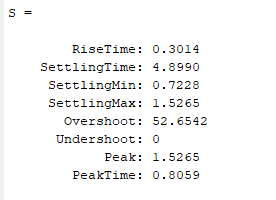 S =
RiseTime: 0.3014
SettlingTime: 4.8990
SettlingMin: 0.7228
SettlingMax: 1.5265
Overshoot: 52.6542
Undershoot: 0
Peak: 1.5265
PeakTime: 0.8059